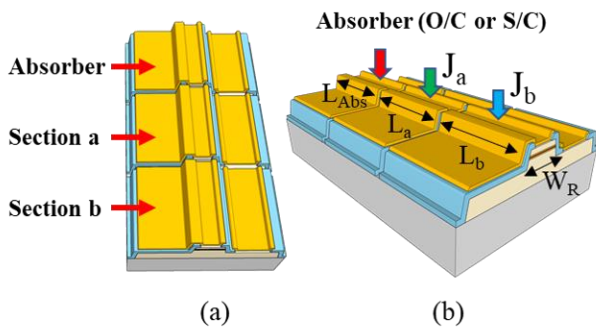 Absorber
Section a
Section b
(a)
Absorber (O/C or S/C)
J_a
J_b
L_Abs
L_a
L_b
W_R
(b)